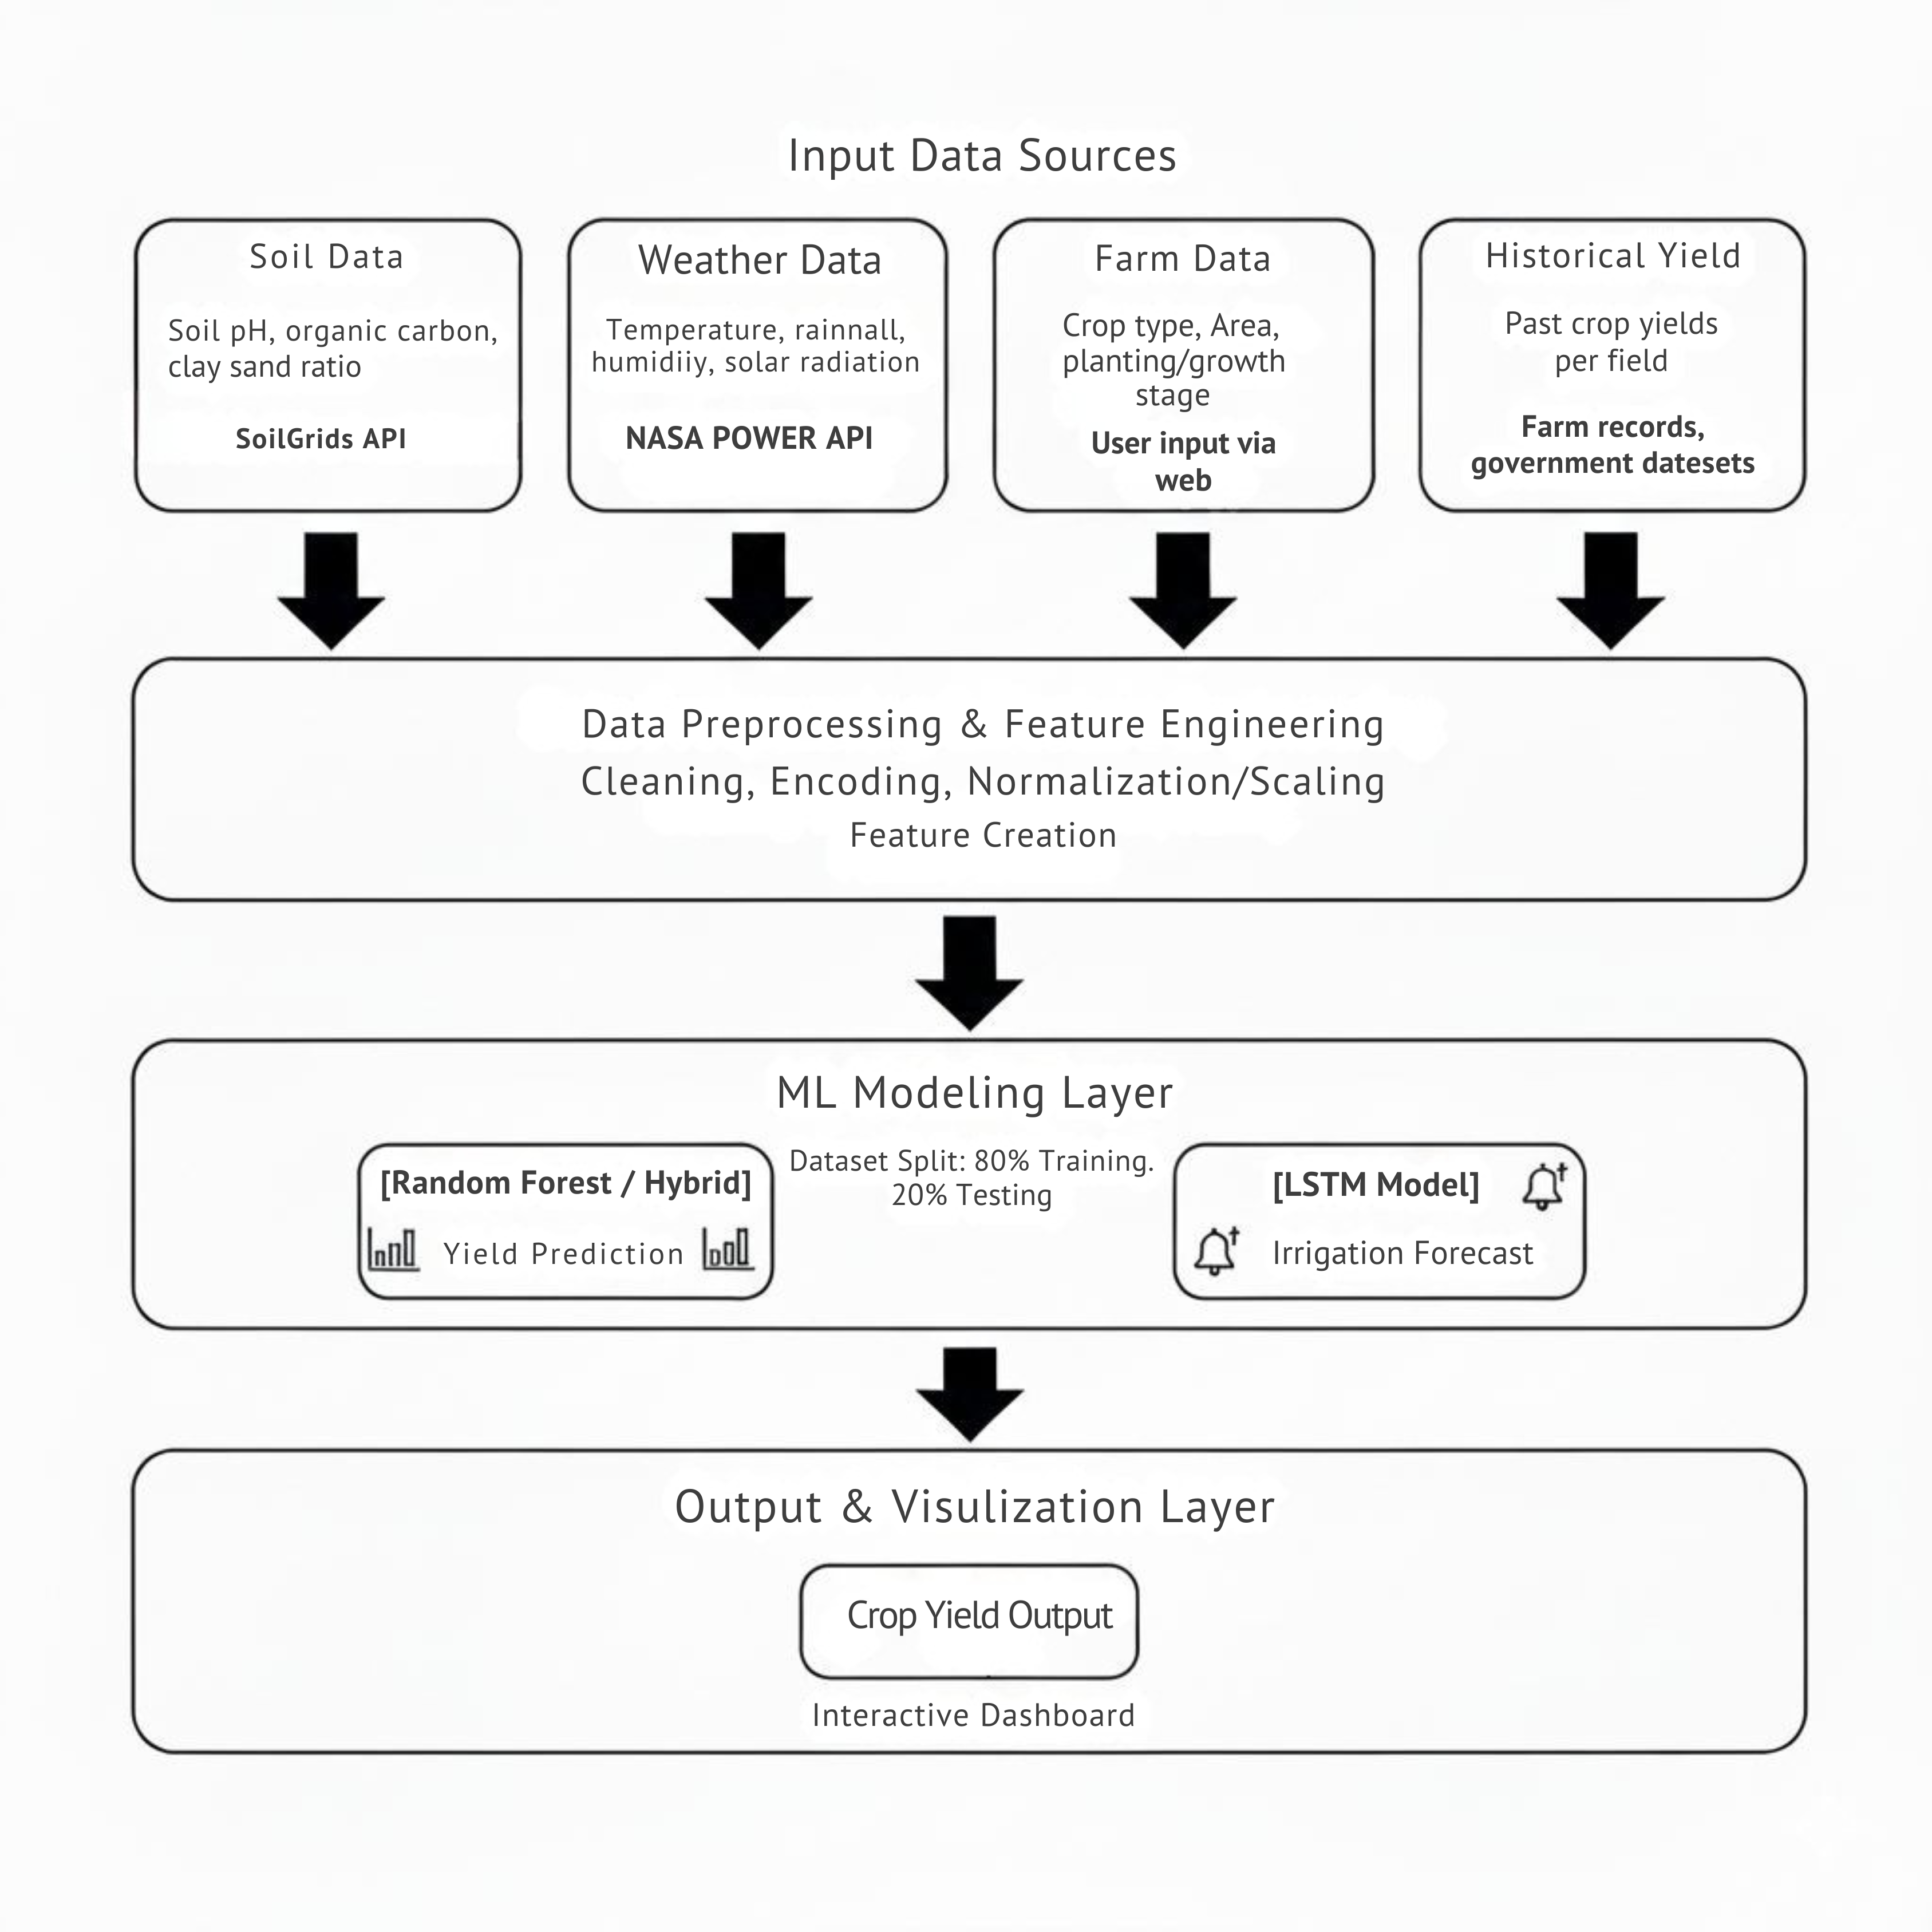 Input Data Sources
Soil Data
Soil pH, organic carbon,
clay sand ratio
SoilGrids API
Weather Data
Temperature, rainnall,
humidiiy, solar radiation
NASA POWER API
Farm Data
Crop type, Area,
planting/growth
stage
User input via
web
Historical Yield
Past crop yields
per field
Farm records,
government datesets
Data Preprocessing & Feature Engineering
Cleaning, Encoding, Normalization/Scaling
Feature Creation
ML Modeling Layer
[Random Forest / Hybrid]
Yield Prediction
Dataset Split: 80% Training.
20% Testing
[LSTM Model]
Irrigation Forecast
Output & Visulization Layer
Crop Yield Output
Interactive Dashboard